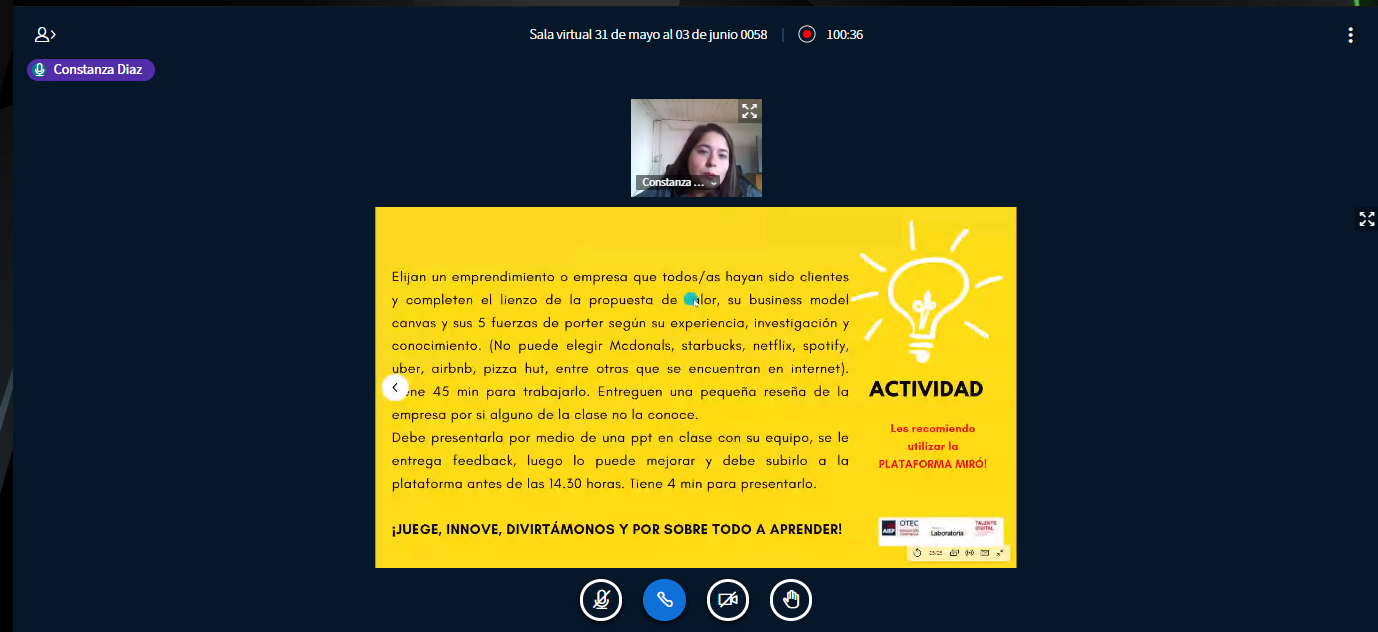 Sala virtual 31 de mayo al 03 de junio 0058
100:36
Constanza Diaz
Constanza ...
Elijan un emprendimiento o empresa que todos/as hayan sido clientes
y completen el lienzo de la propuesta de lor, su business model
canvas y sus 5 fuerzas de porter según su experiencia, investigación y
conocimiento. (No puede elegir Mcdonals, starbucks, netflix, spotify,
uber, airbnb, pizza hut, entre otras que se encuentran en internet).
ene 45 min para trabajarlo. Entreguen una pequeña reseña de la
empresa por si alguno de la clase no la conoce.
Debe presentarla por medio de una ppt en clase con su equipo, se le
entrega feedback, luego lo puede mejorar y debe subirlo a la
plataforma antes de las 14.30 horas. Tiene 4 min para presentarlo.
¡JUEGE, INNOVE, DIVIRTÁMONOS Y POR SOBRE TODO A APRENDER!
ACTIVIDAD
Les recomiendo
utilizar la
PLATAFORMA MIRÓ!
AIEP
OTEC
Laboratoria
TALENTO
DIGITAL